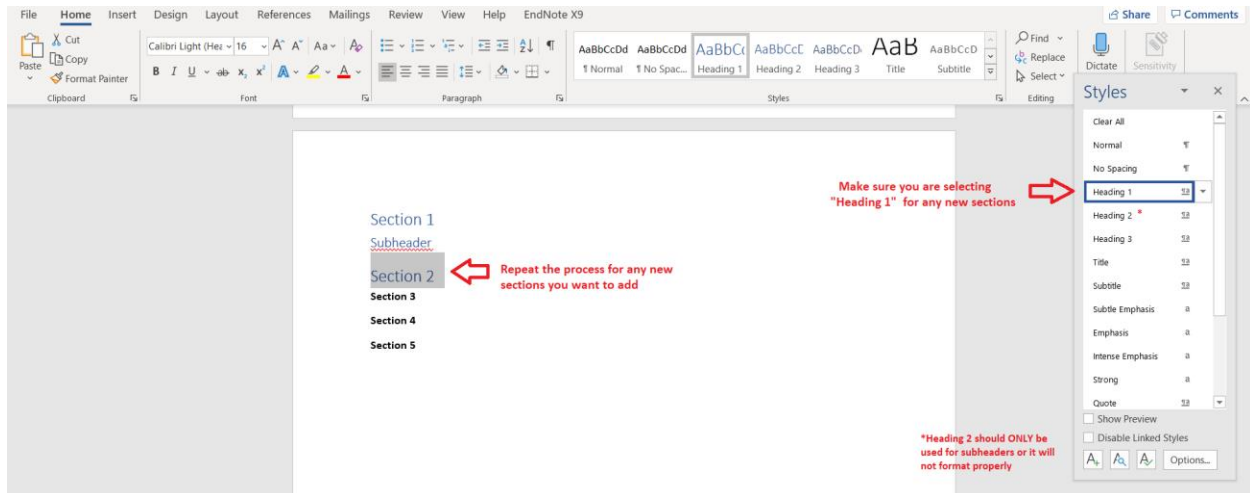 File Home Insert Design Layout References Mailings Review View Help EndNote X9 Share Comments
Paste
Cut
Copy
Format Painter
Clipboard
Calibri Light (Hea 16 A^ A˅ Aa A
B I U ab x, x² A A
Font
Paragraph
AaBbCcDd AaBbCcDd AaBbC( AaBbCcE AaBbCcD AaB AaBbCcD
¶ Normal ¶ No Spac... Heading 1 Heading 2 Heading 3 Title Subtitle
Styles
Find
Replace
Select
Editing
Dictate
Sensitivity
Section 1
Subheader
Section 2
Section 3
Section 4
Section 5
Repeat the process for any new
sections you want to add
Make sure you are selecting
"Heading 1" for any new sections
Styles
Clear All
Normal ¶
No Spacing ¶
Heading 1 ¶a
Heading 2 * ¶a
Heading 3 ¶a
Title ¶a
Subtitle ¶a
Subtle Emphasis a
Emphasis a
Intense Emphasis a
Strong a
Quote ¶a
Show Preview
Disable Linked Styles
Options...
*Heading 2 should ONLY be
used for subheaders or it will
not format properly